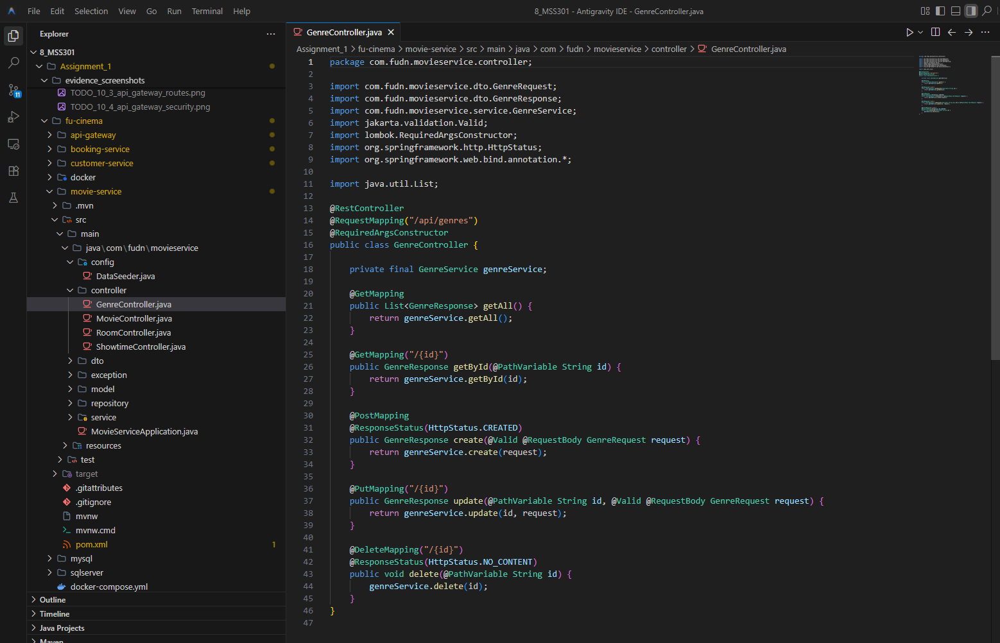 File Edit Selection View Go Run Terminal Help
8_MSS301 - Antigravity IDE - GenreController.java
Explorer
8_MSS301
Assignment_1
evidence_screenshots
TODO_10_3_api_gateway_routes.png
TODO_10_4_api_gateway_security.png
fu-cinema
api-gateway
booking-service
customer-service
docker
movie-service
.mvn
src
main
java\com\fudn\movieservice
config
DataSeeder.java
controller
GenreController.java
MovieController.java
RoomController.java
ShowtimeController.java
dto
exception
model
repository
service
MovieServiceApplication.java
resources
test
target
.gitattributes
.gitignore
mvnw
mvnw.cmd
pom.xml 1
mysql
sqlserver
docker-compose.yml
Outline
Timeline
Java Projects
Maven
11
GenreController.java
Assignment_1 > fu-cinema > movie-service > src > main > java > com > fudn > movieservice > controller > GenreController.java
1 package com.fudn.movieservice.controller;
2
3 import com.fudn.movieservice.dto.GenreRequest;
4 import com.fudn.movieservice.dto.GenreResponse;
5 import com.fudn.movieservice.service.GenreService;
6 import jakarta.validation.Valid;
7 import lombok.RequiredArgsConstructor;
8 import org.springframework.http.HttpStatus;
9 import org.springframework.web.bind.annotation.*;
10
11 import java.util.List;
12
13 @RestController
14 @RequestMapping("/api/genres")
15 @RequiredArgsConstructor
16 public class GenreController {
17
18     private final GenreService genreService;
19
20     @GetMapping
21     public List<GenreResponse> getAll() {
22         return genreService.getAll();
23     }
24
25     @GetMapping("/{id}")
26     public GenreResponse getById(@PathVariable String id) {
27         return genreService.getById(id);
28     }
29
30     @PostMapping
31     @ResponseStatus(HttpStatus.CREATED)
32     public GenreResponse create(@Valid @RequestBody GenreRequest request) {
33         return genreService.create(request);
34     }
35
36     @PutMapping("/{id}")
37     public GenreResponse update(@PathVariable String id, @Valid @RequestBody GenreRequest request) {
38         return genreService.update(id, request);
39     }
40
41     @DeleteMapping("/{id}")
42     @ResponseStatus(HttpStatus.NO_CONTENT)
43     public void delete(@PathVariable String id) {
44         genreService.delete(id);
45     }
46 }
47